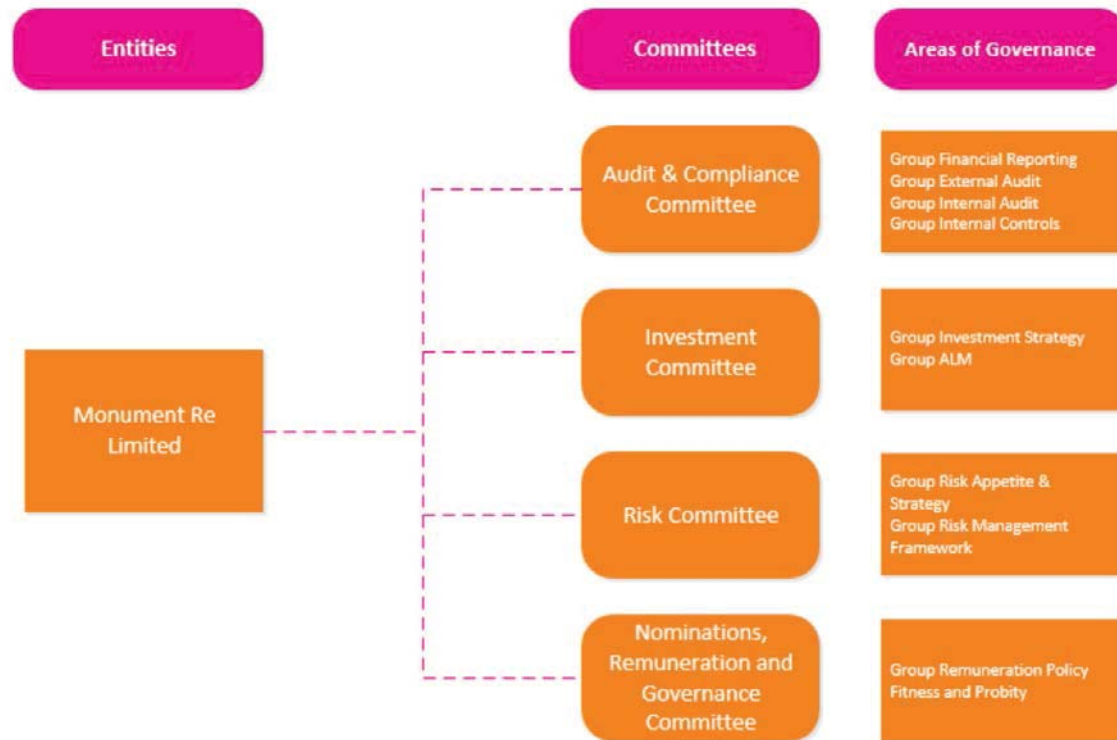 Entities
Committees
Areas of Governance
Audit & Compliance
Committee
Group Financial Reporting
Group External Audit
Group Internal Audit
Group Internal Controls
Investment
Committee
Group Investment Strategy
Group ALM
Monument Re
Limited
Risk Committee
Group Risk Appetite &
Strategy
Group Risk Management
Framework
Nominations,
Remuneration and
Governance
Committee
Group Remuneration Policy
Fitness and Probity